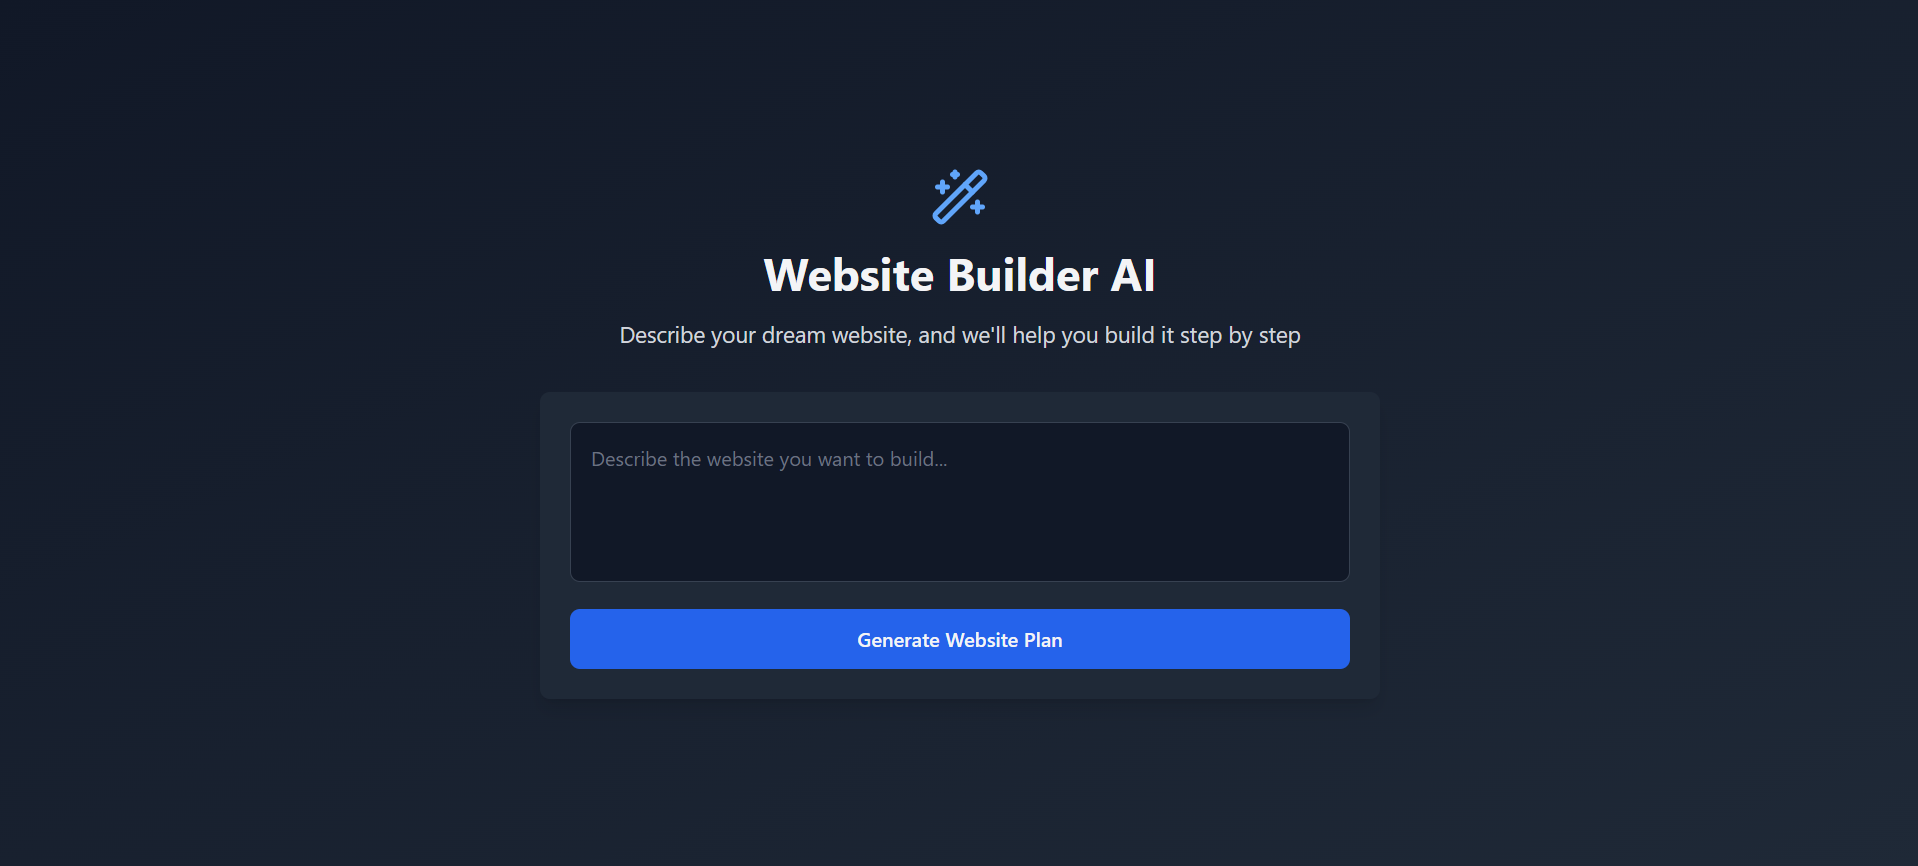 Website Builder AI
Describe your dream website, and we'll help you build it step by step
Describe the website you want to build...
Generate Website Plan